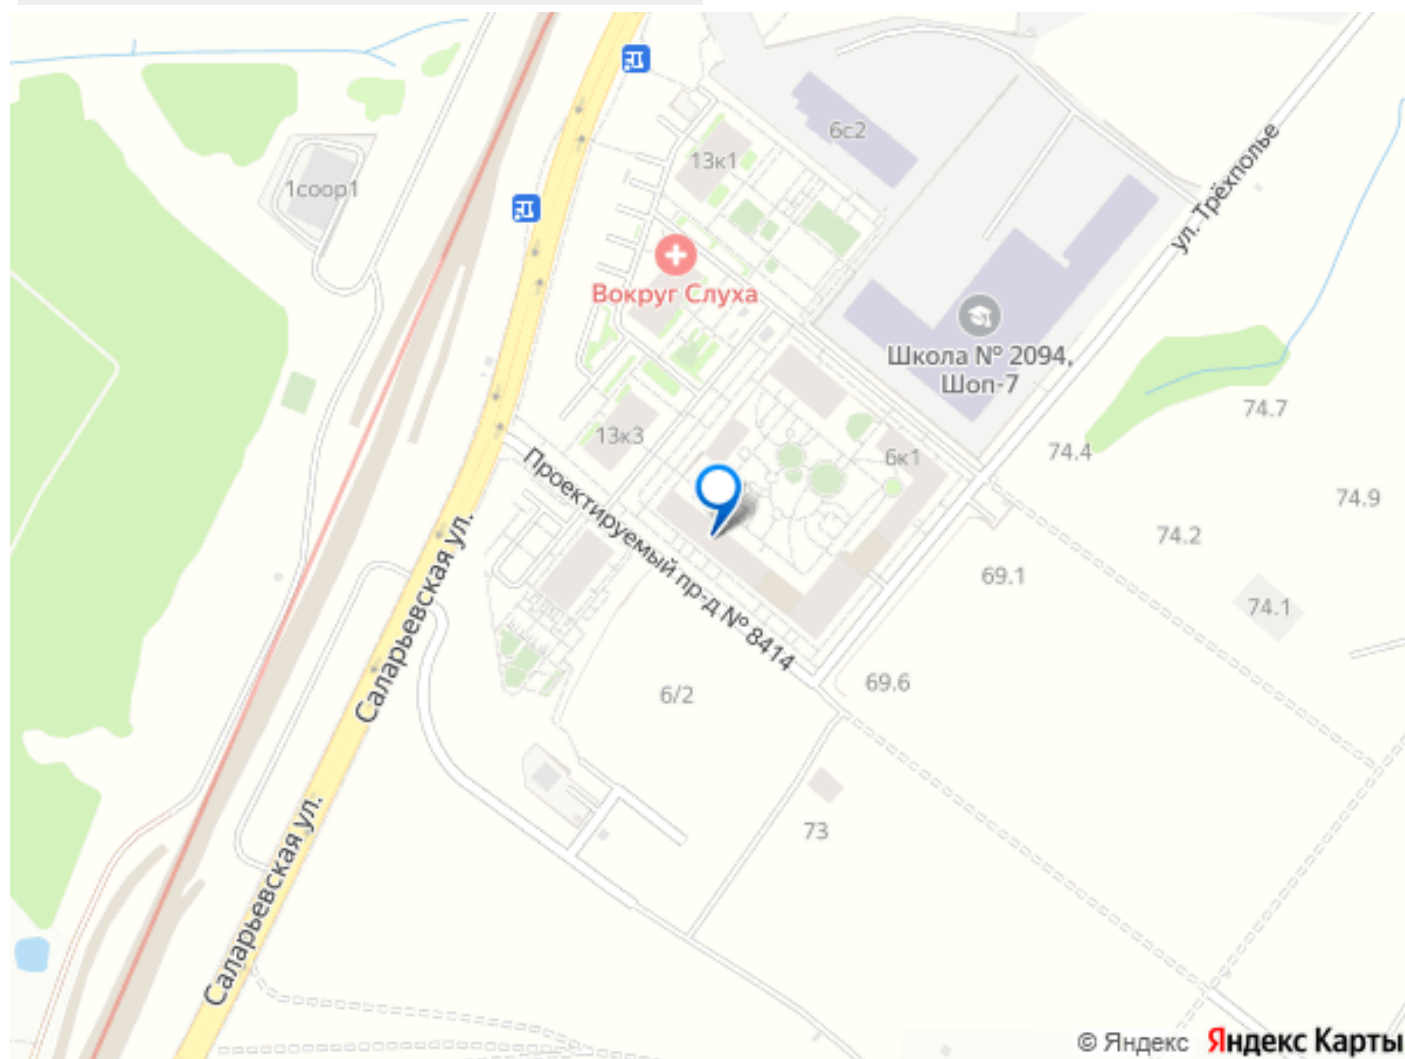 6с2
13к1
1соор1
ул. Трёхполье
Вокруг Слуха
Школа № 2094,
Шоп-7
74.7
13к3
6к1
74.4
74.9
Проектируемый пр-д № 8414
74.2
69.1
74.1
Саларьевская ул.
69.6
6/2
73
Саларьевская ул.
© Яндекс Яндекс Карты